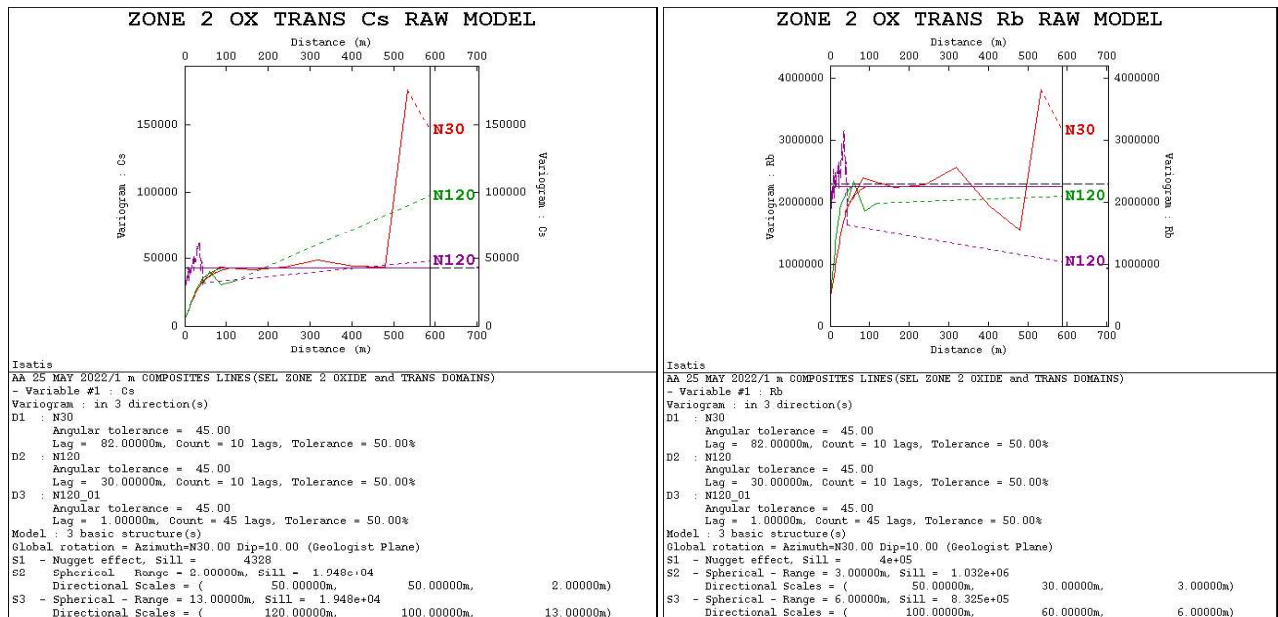 ZONE 2 OX TRANS Cs RAW MODEL
Distance (m)
0 100 200 300 400 500 600 700
150000 150000
N30
100000 100000
N120
50000 50000
N120
0 0
Variogram : Cs
Variogram : Cs
0 100 200 300 400 500 600 700
Distance (m)
Isatis
AA 25 MAY 2022/1 m COMPOSITES LINES(SEL ZONE 2 OXIDE and TRANS DOMAINS)
- Variable #1 : Cs
Variogram : in 3 direction(s)
D1 : N30
Angular tolerance = 45.00
Lag = 82.00000m, Count = 10 lags, Tolerance = 50.00%
D2 : N120
Angular tolerance = 45.00
Lag = 30.00000m, Count = 10 lags, Tolerance = 50.00%
D3 : N120_01
Angular tolerance = 45.00
Lag = 1.00000m, Count = 45 lags, Tolerance = 50.00%
Model : 3 basic structure(s)
Global rotation = Azimuth=N30.00 Dip=10.00 (Geologist Plane)
S1 - Nugget effect, Sill = 4328
S2 Spherical Range = 2.00000m, Sill = 1.948e+04
Directional Scales = ( 50.00000m, 50.00000m, 2.00000m)
S3 - Spherical - Range = 13.00000m, Sill = 1.948e+04
Directional Scales = ( 120.00000m, 100.00000m, 13.00000m)
ZONE 2 OX TRANS Rb RAW MODEL
Distance (m)
0 100 200 300 400 500 600 700
4000000 4000000
N30
3000000 3000000
N120
2000000 2000000
N120
1000000 1000000
0 0
Variogram : Rb
Variogram : Rb
0 100 200 300 400 500 600 700
Distance (m)
Isatis
AA 25 MAY 2022/1 m COMPOSITES LINES(SEL ZONE 2 OXIDE and TRANS DOMAINS)
- Variable #1 : Rb
Variogram : in 3 direction(s)
D1 : N30
Angular tolerance = 45.00
Lag = 82.00000m, Count = 10 lags, Tolerance = 50.00%
D2 : N120
Angular tolerance = 45.00
Lag = 30.00000m, Count = 10 lags, Tolerance = 50.00%
D3 : N120_01
Angular tolerance = 45.00
Lag = 1.00000m, Count = 45 lags, Tolerance = 50.00%
Model : 3 basic structure(s)
Global rotation = Azimuth=N30.00 Dip=10.00 (Geologist Plane)
S1 - Nugget effect, Sill = 4e+05
S2 - Spherical - Range = 3.00000m, Sill = 1.032e+06
Directional Scales = ( 50.00000m, 30.00000m, 3.00000m)
S3 - Spherical - Range = 6.00000m, Sill = 8.325e+05
Directional Scales = ( 100.00000m, 60.00000m, 6.00000m)